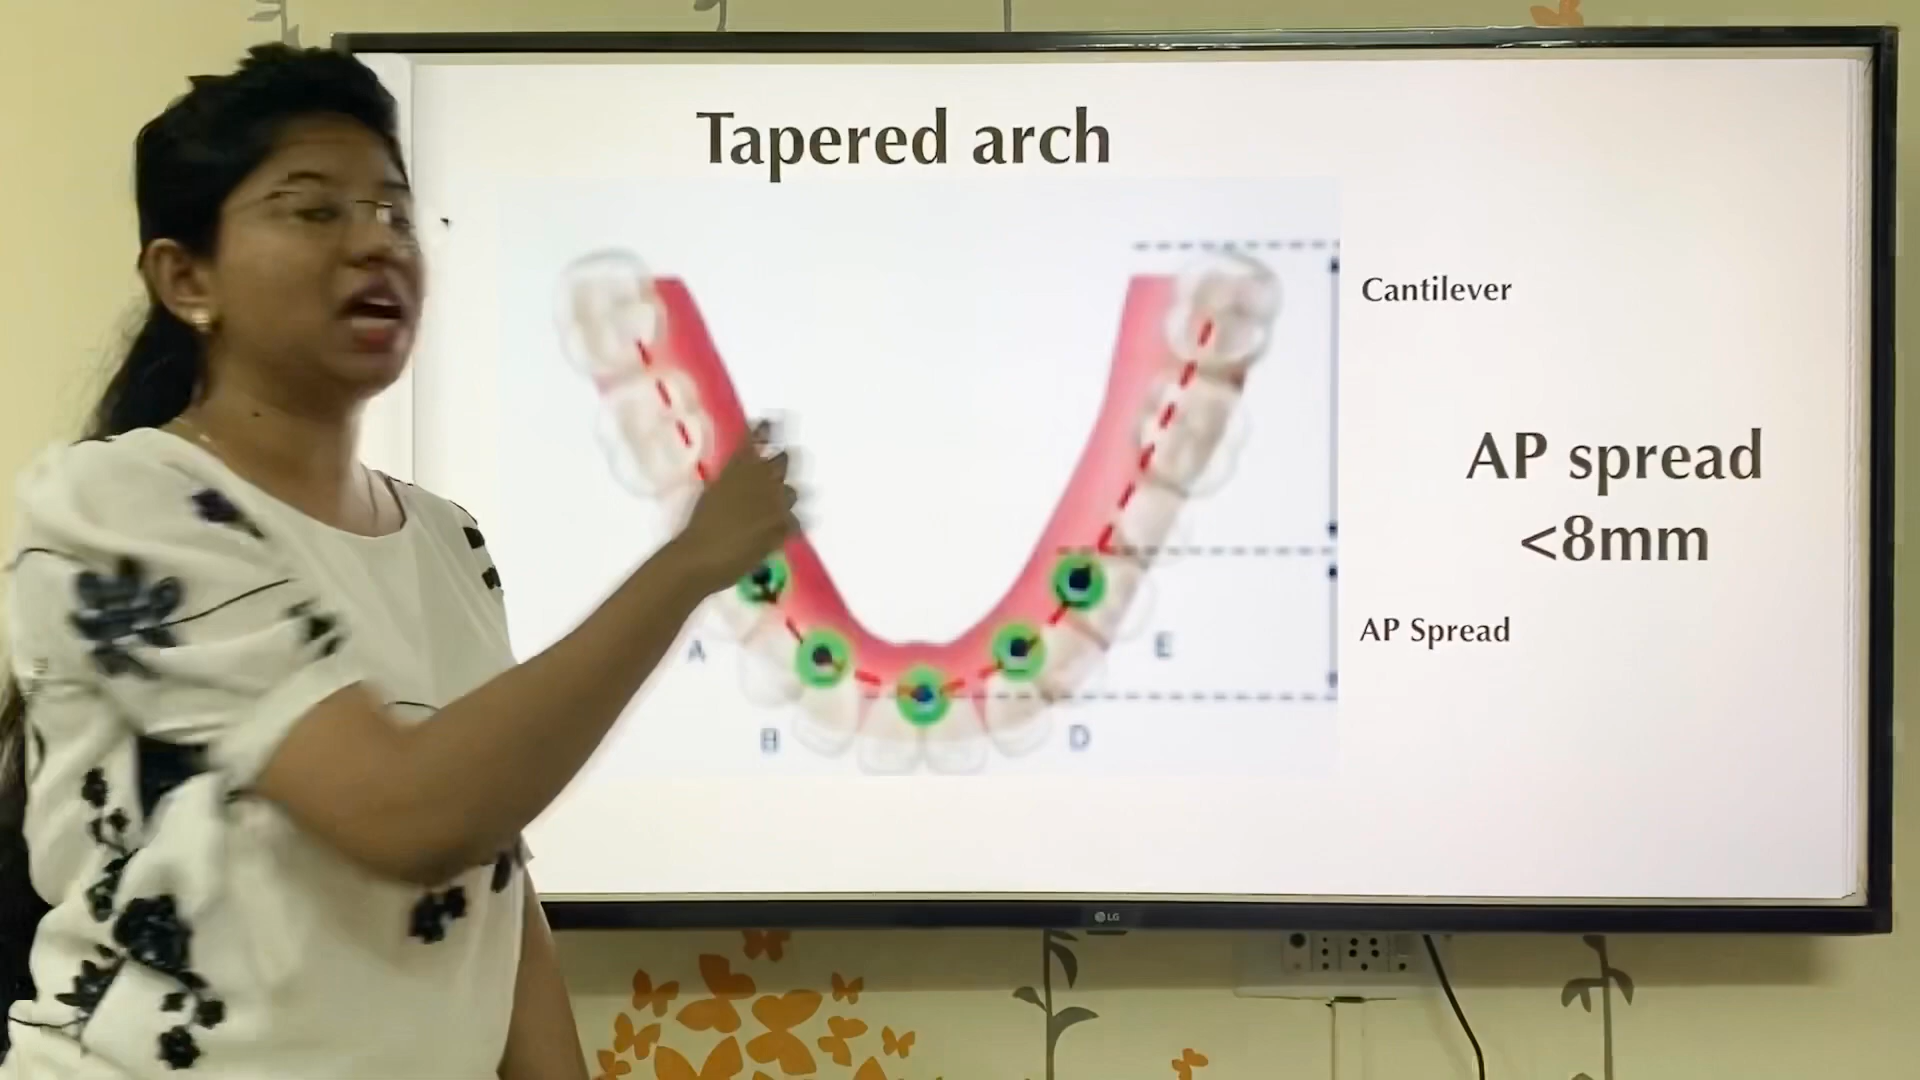 Tapered arch
Cantilever
AP spread
<8mm
AP Spread
A
E
B
D
LG